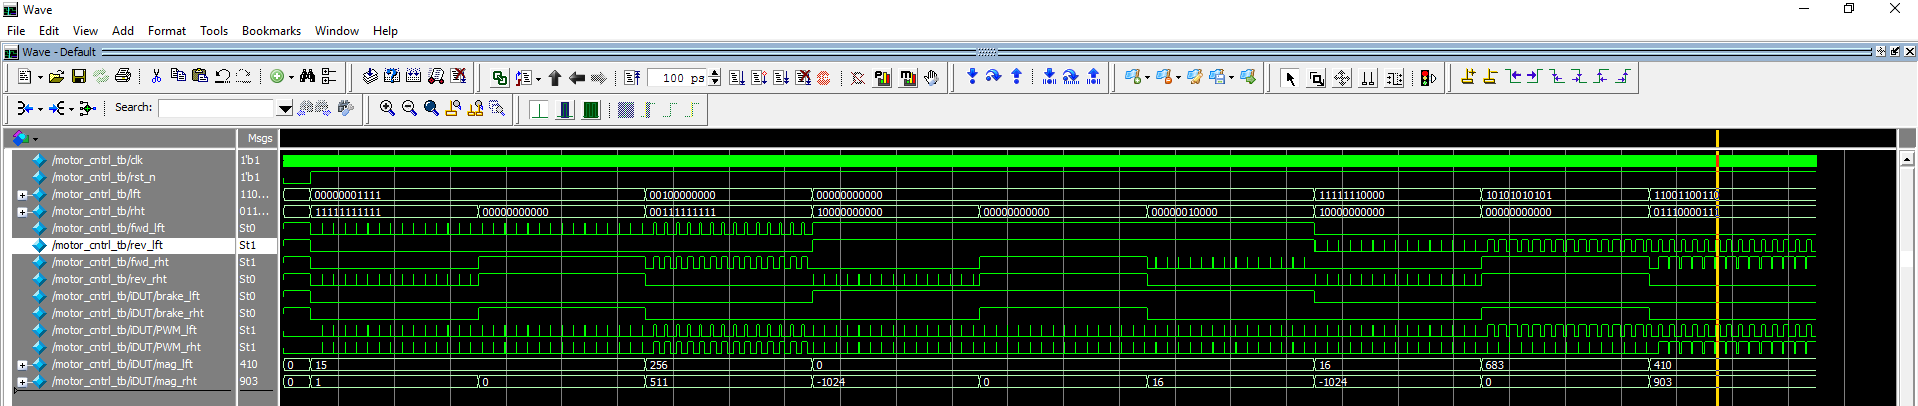 Wave
File Edit View Add Format Tools Bookmarks Window Help
Wave - Default
100 ps
Search:
Msgs
/motor_cntrl_tb/clk 1'b1
/motor_cntrl_tb/rst_n 1'b1
/motor_cntrl_tb/lft 110... 00000001111 00100000000 00000000000 11111110000 10101010101 11001100110
/motor_cntrl_tb/rht 011... 11111111111 00000000000 00111111111 10000000000 00000000000 00000010000 10000000000 00000000000 0111000011
/motor_cntrl_tb/fwd_lft St0
/motor_cntrl_tb/rev_lft St1
/motor_cntrl_tb/fwd_rht St1
/motor_cntrl_tb/rev_rht St0
/motor_cntrl_tb/iDUT/brake_lft St0
/motor_cntrl_tb/iDUT/brake_rht St0
/motor_cntrl_tb/iDUT/PWM_lft St1
/motor_cntrl_tb/iDUT/PWM_rht St1
/motor_cntrl_tb/iDUT/mag_lft 410 0 15 256 0 16 683 410
/motor_cntrl_tb/iDUT/mag_rht 903 0 1 0 511 -1024 0 16 -1024 0 903